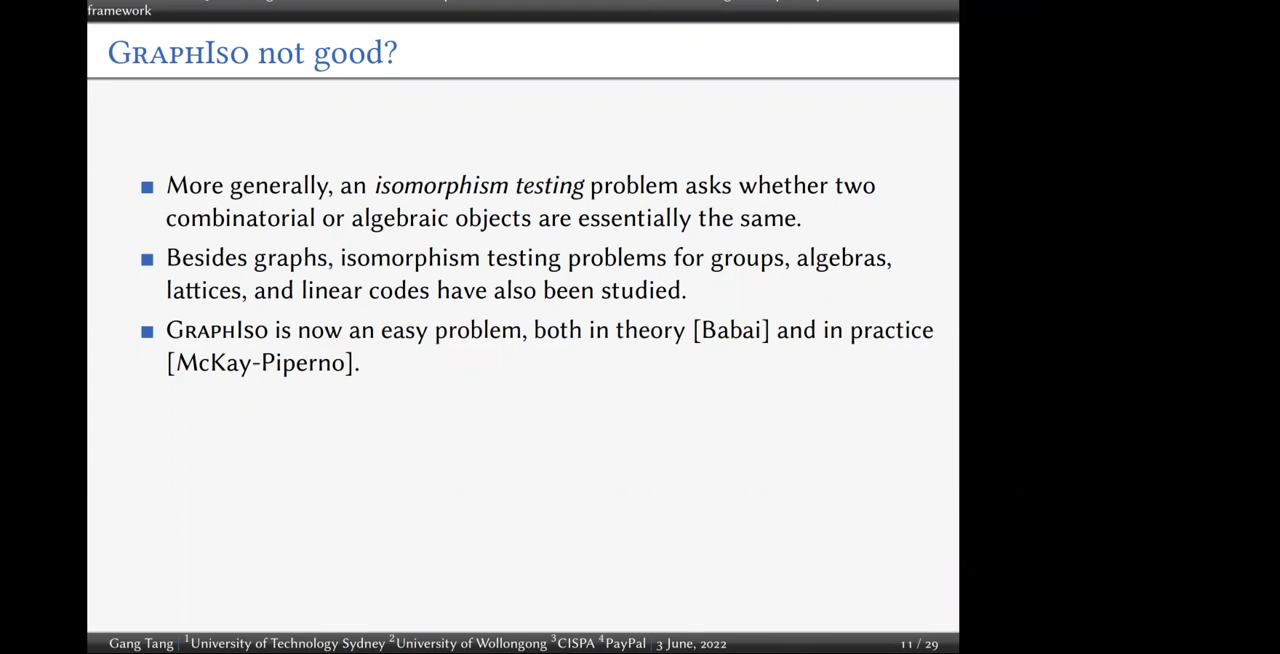 framework
GraphIso not good?
More generally, an isomorphism testing problem asks whether two
combinatorial or algebraic objects are essentially the same.
Besides graphs, isomorphism testing problems for groups, algebras,
lattices, and linear codes have also been studied.
GraphIso is now an easy problem, both in theory [Babai] and in practice
[McKay-Piperno].
Gang Tang | 1University of Technology Sydney 2University of Wollongong 3CISPA 4PayPal | 3 June, 2022 11 / 29